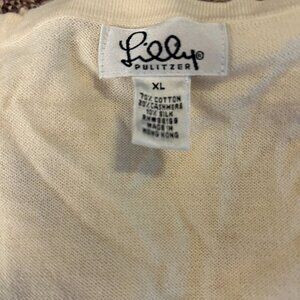 Lilly®
PULITZER
XL
70% COTTON
20% CASHMERE
10% SILK
MADE IN
HONG KONG